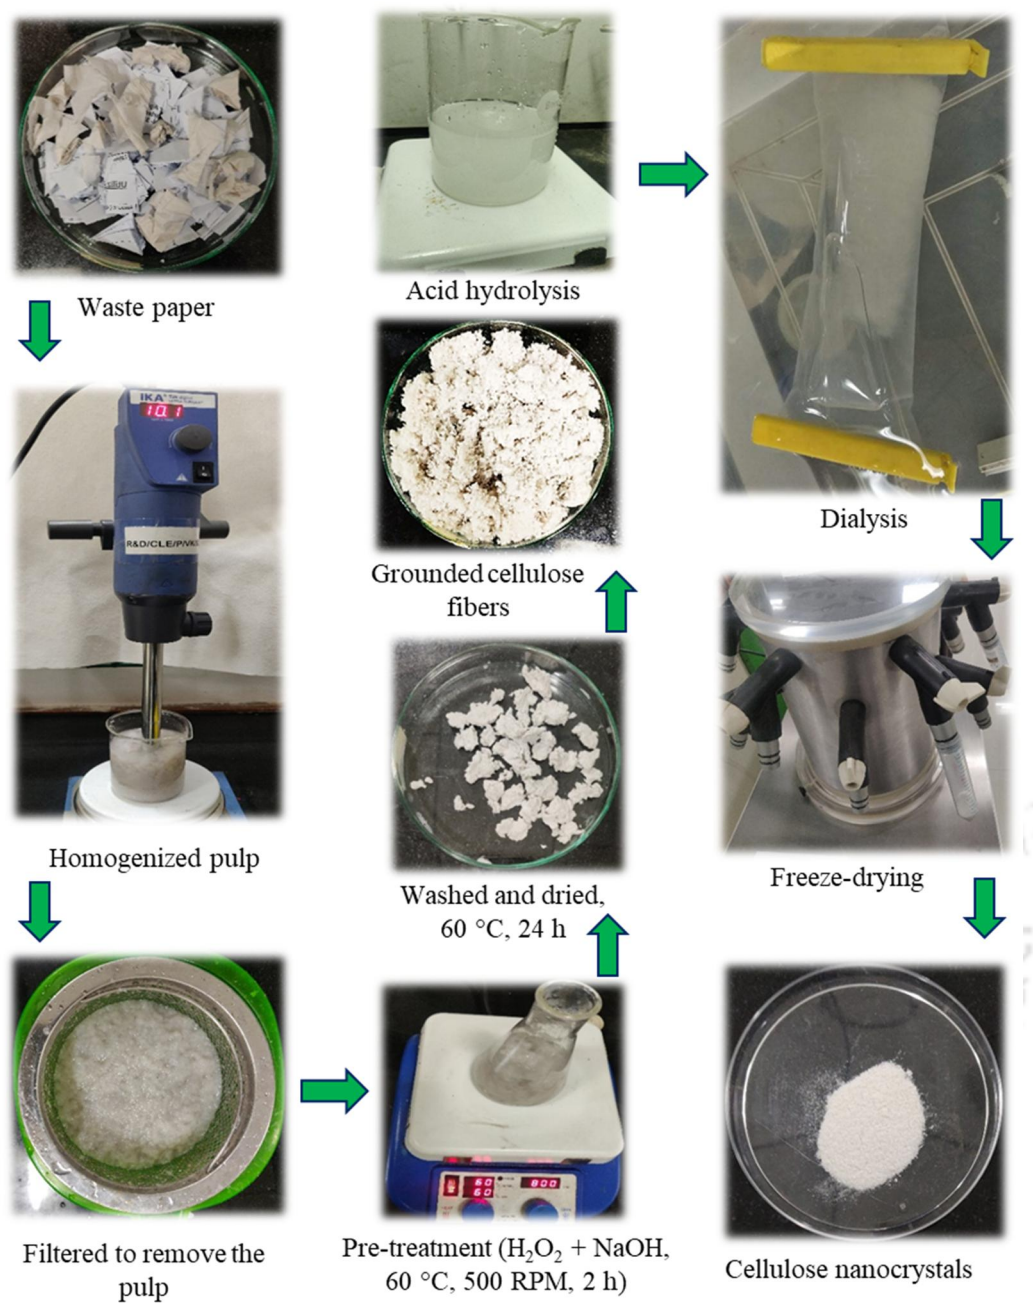 Waste paper
IKA
10.1
R&D/CLE/P/VK/
Homogenized pulp
Filtered to remove the
pulp
Pre-treatment (H₂O₂ + NaOH,
60 °C, 500 RPM, 2 h)
60
60
800
Washed and dried,
60 °C, 24 h
Grounded cellulose
fibers
Acid hydrolysis
Dialysis
Freeze-drying
Cellulose nanocrystals